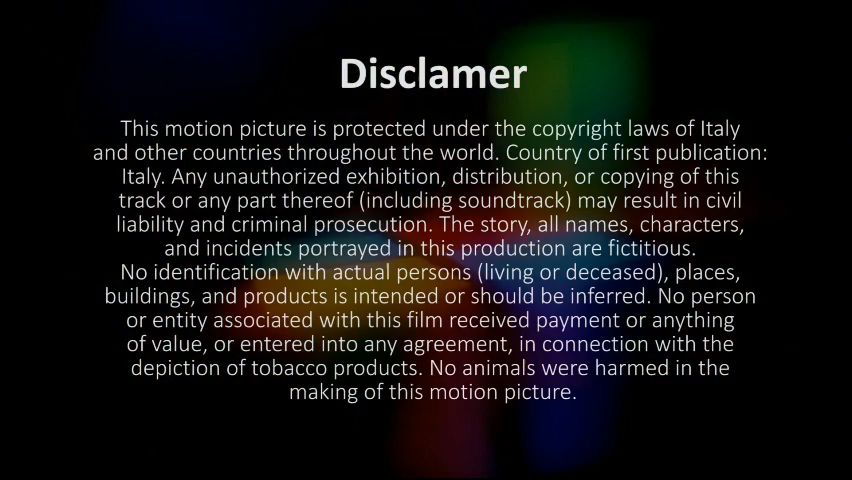 Disclamer
This motion picture is protected under the copyright laws of Italy
and other countries throughout the world. Country of first publication:
Italy. Any unauthorized exhibition, distribution, or copying of this
track or any part thereof (including soundtrack) may result in civil
liability and criminal prosecution. The story, all names, characters,
and incidents portrayed in this production are fictitious.
No identification with actual persons (living or deceased), places,
buildings, and products is intended or should be inferred. No person
or entity associated with this film received payment or anything
of value, or entered into any agreement, in connection with the
depiction of tobacco products. No animals were harmed in the
making of this motion picture.